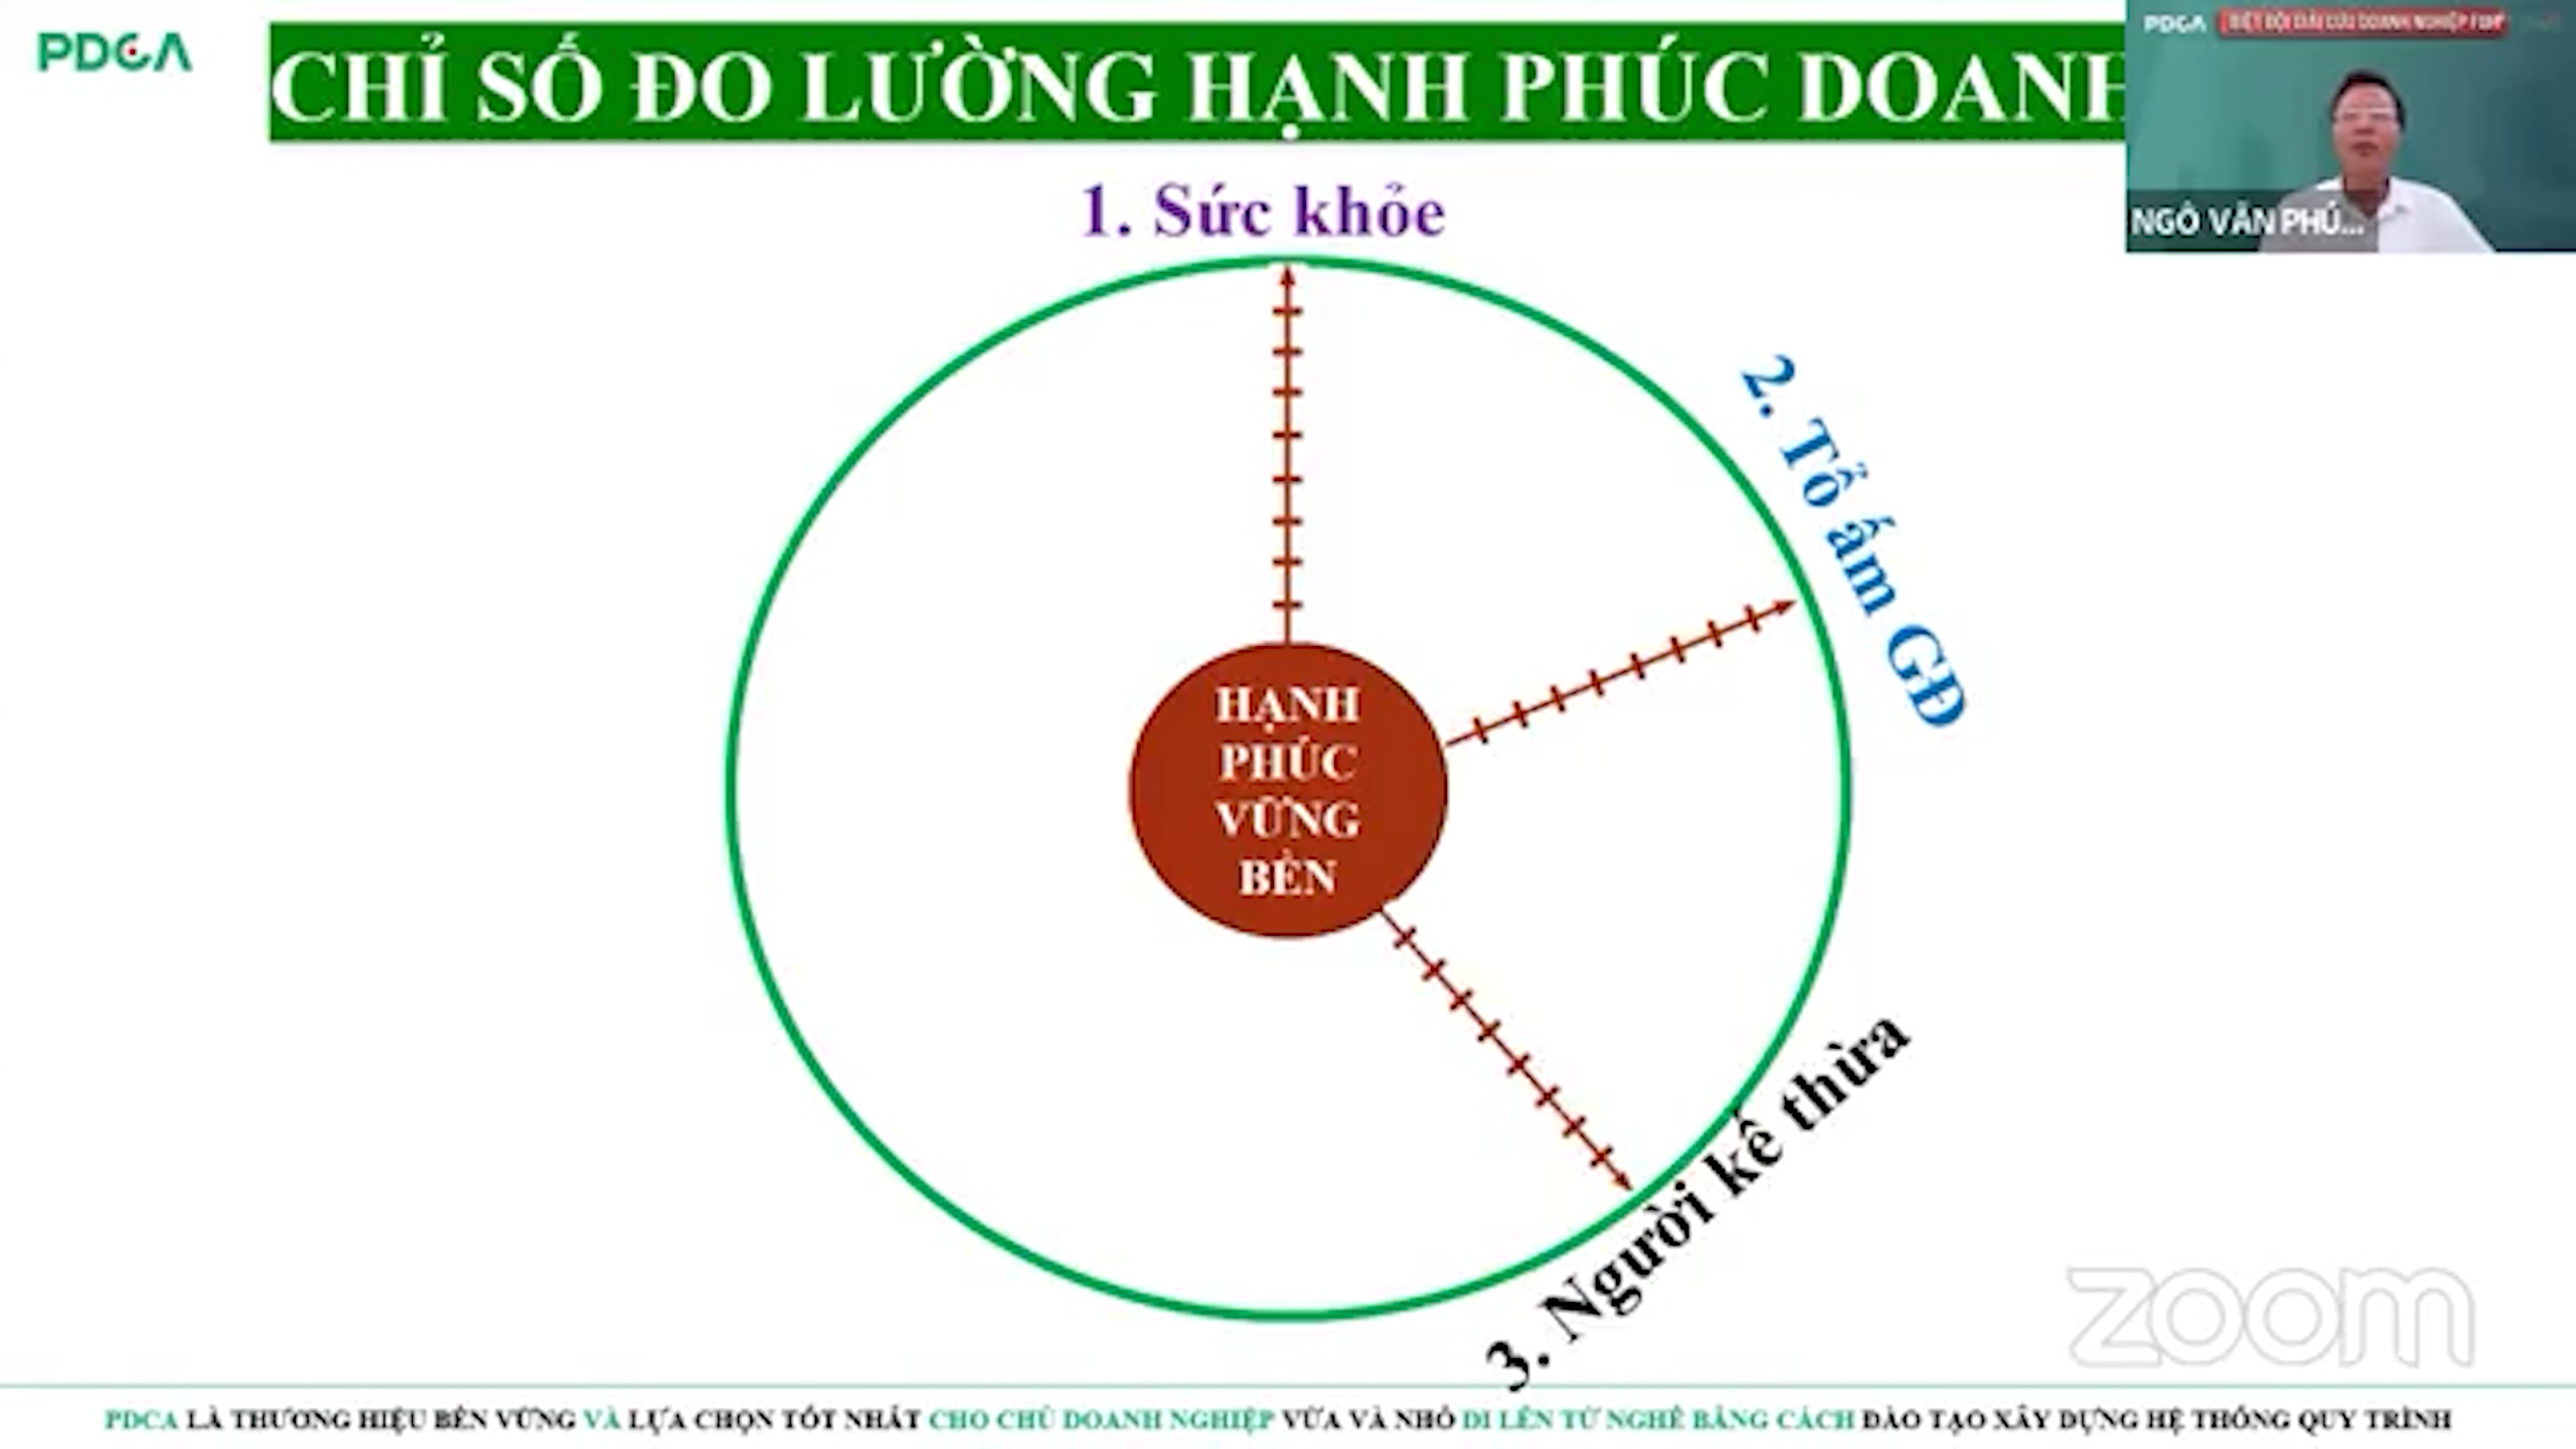 PDCA
CHỈ SỐ ĐO LƯỜNG HẠNH PHÚC DOANH
PDCA
NGÔ VĂN PHÚ...
1. Sức khỏe
2. Tổ ấm GĐ
HẠNH
PHÚC
VỮNG
BỀN
3. Người kế thừa
zoom
PDCA LÀ THƯƠNG HIỆU BỀN VỮNG VÀ LỰA CHỌN TỐT NHẤT CHO CHỦ DOANH NGHIỆP VỪA VÀ NHỎ ĐI LÊN TỪ NGHỀ BẰNG CÁCH ĐÀO TẠO XÂY DỰNG HỆ THỐNG QUY TRÌNH